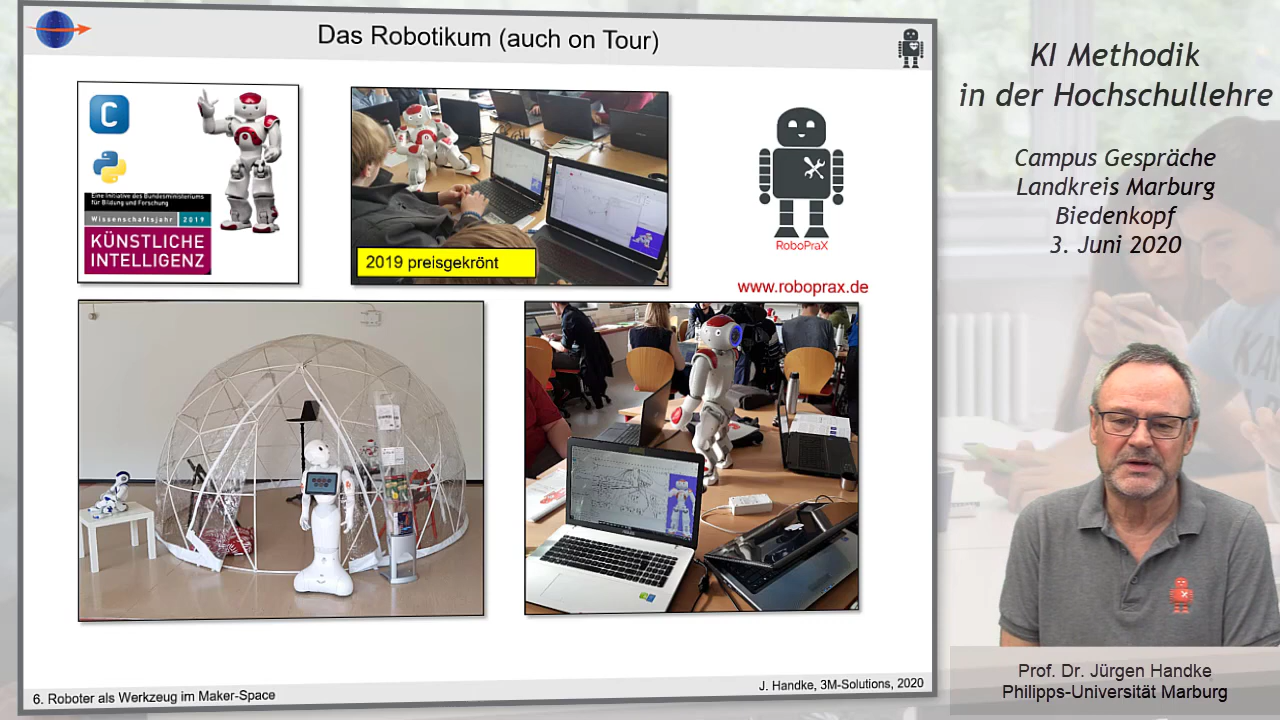 Das Robotikum (auch on Tour)
C
Eine Initiative des Bundesministeriums
für Bildung und Forschung
Wissenschaftsjahr 2019
KÜNSTLICHE
INTELLIGENZ
2019 preisgekrönt
RoboPraX
www.roboprax.de
6. Roboter als Werkzeug im Maker-Space
J. Handke, 3M-Solutions, 2020
KI Methodik
in der Hochschullehre
Campus Gespräche
Landkreis Marburg
Biedenkopf
3. Juni 2020
Prof. Dr. Jürgen Handke
Philipps-Universität Marburg